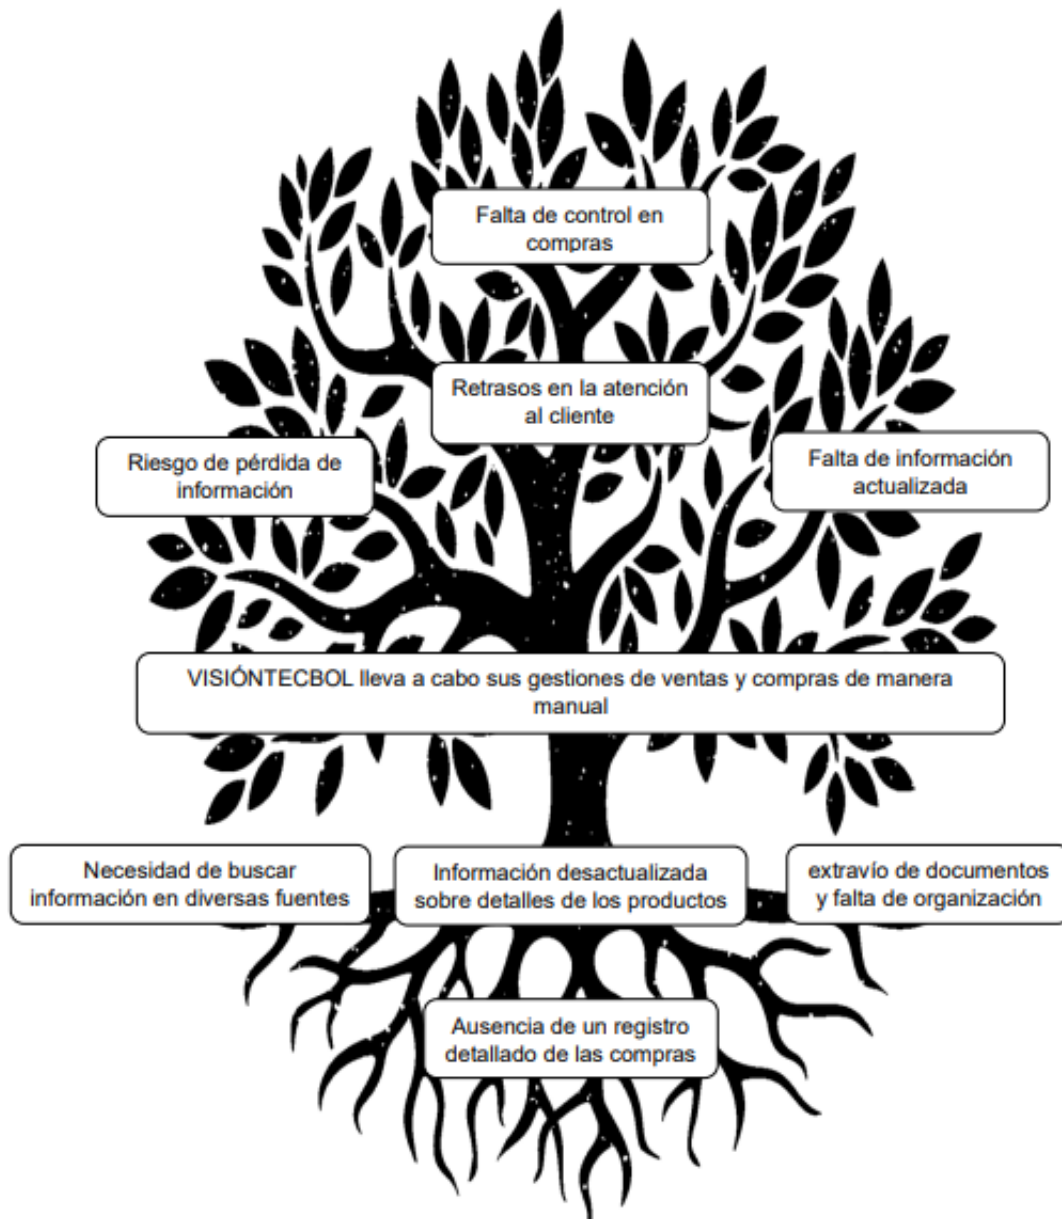 Falta de control en
compras
Retrasos en la atención
al cliente
Riesgo de pérdida de
información
Falta de información
actualizada
VISIÓNTECBOL lleva a cabo sus gestiones de ventas y compras de manera
manual
Necesidad de buscar
información en diversas fuentes
Información desactualizada
sobre detalles de los productos
extravío de documentos
y falta de organización
Ausencia de un registro
detallado de las compras